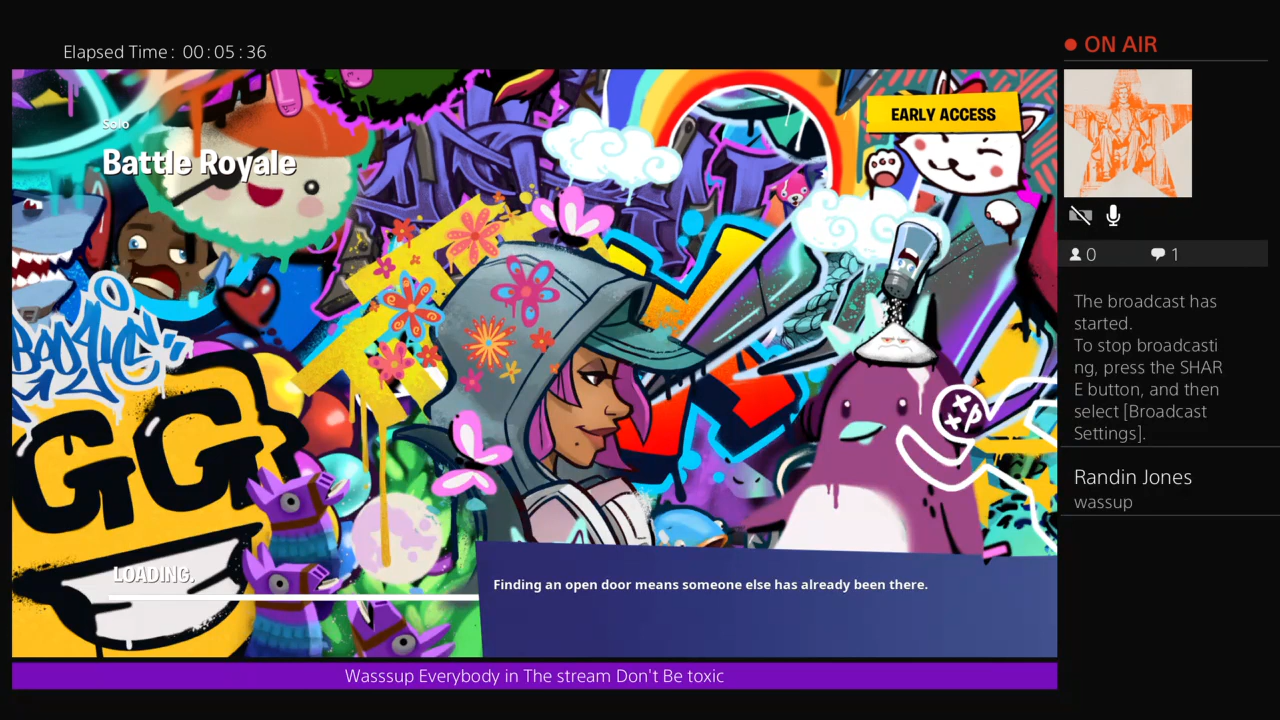 Elapsed Time: 00:05:36
ON AIR
Solo
Battle Royale
EARLY ACCESS
0
1
The broadcast has
started.
To stop broadcasti
ng, press the SHAR
E button, and then
select [Broadcast
Settings].
Randin Jones
wassup
BOOGIE
GG
LOADING.
Finding an open door means someone else has already been there.
Wasssup Everybody in The stream Don't Be toxic